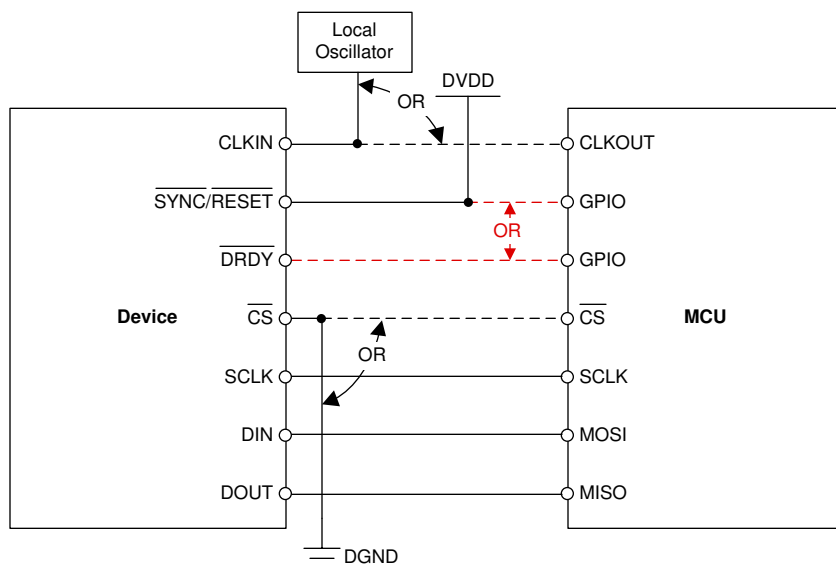 Local
Oscillator
OR
DVDD
CLKIN
CLKOUT
SYNC/RESET
GPIO
OR
DRDY
GPIO
Device
CS
CS
MCU
OR
SCLK
SCLK
DIN
MOSI
DOUT
MISO
DGND